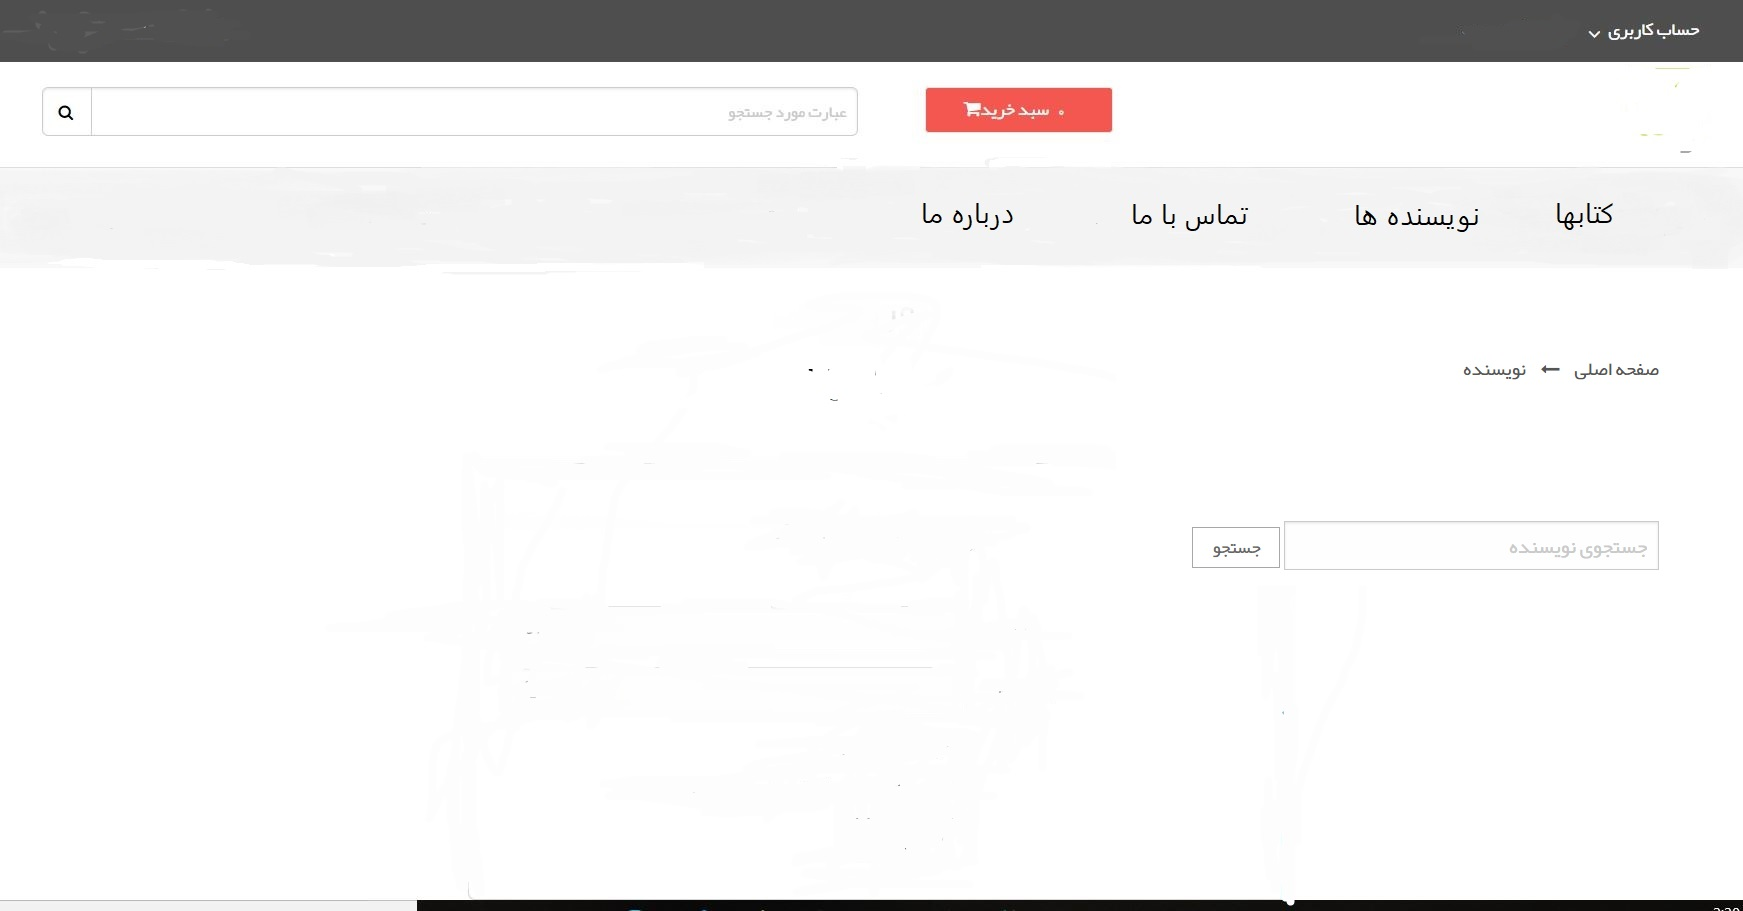 حساب کاربری
۰ سبد خرید
عبارت مورد جستجو
کتابها نویسنده ها تماس با ما درباره ما
صفحه اصلی ← نویسنده
جستجوی نویسنده جستجو